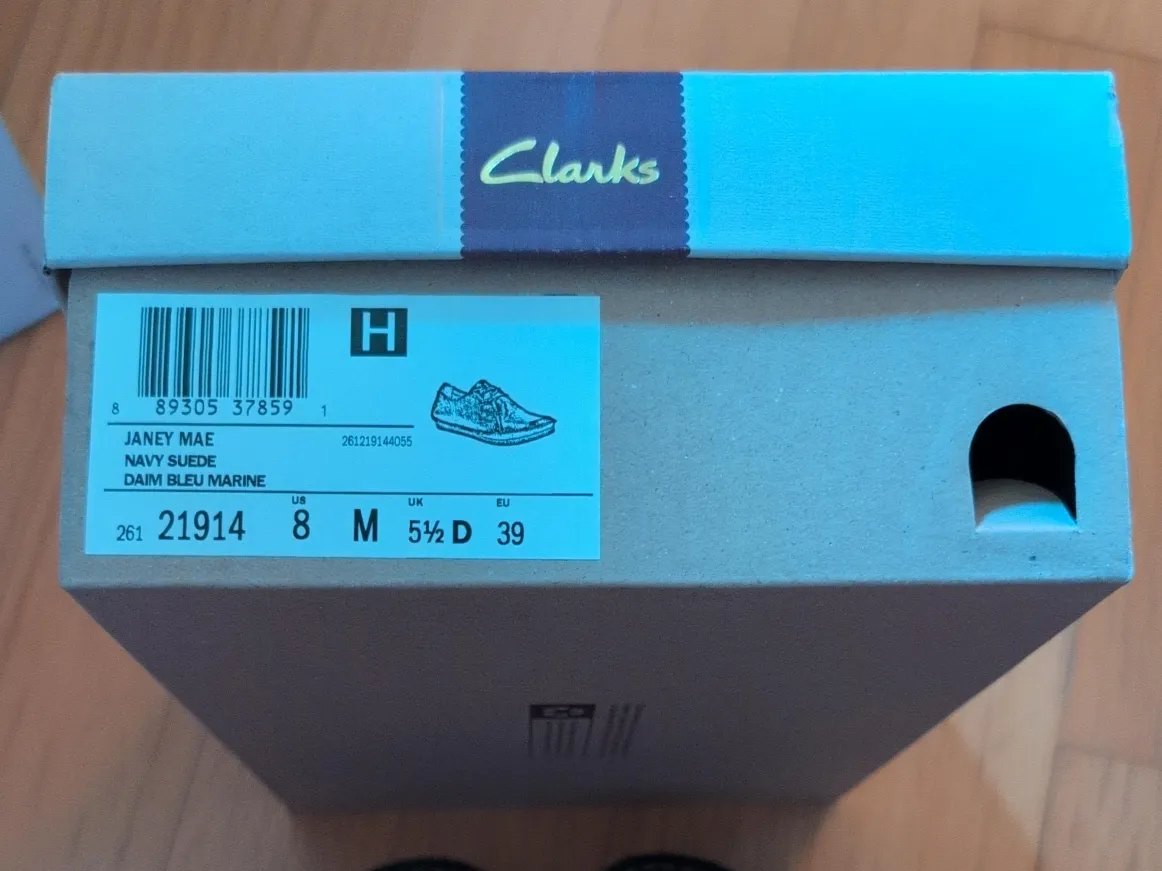 Clarks
H
8 89305 37859 1
JANEY MAE
261219144055
NAVY SUEDE
DAIM BLEU MARINE
US UK EU
261 21914 8 M 5½ D 39